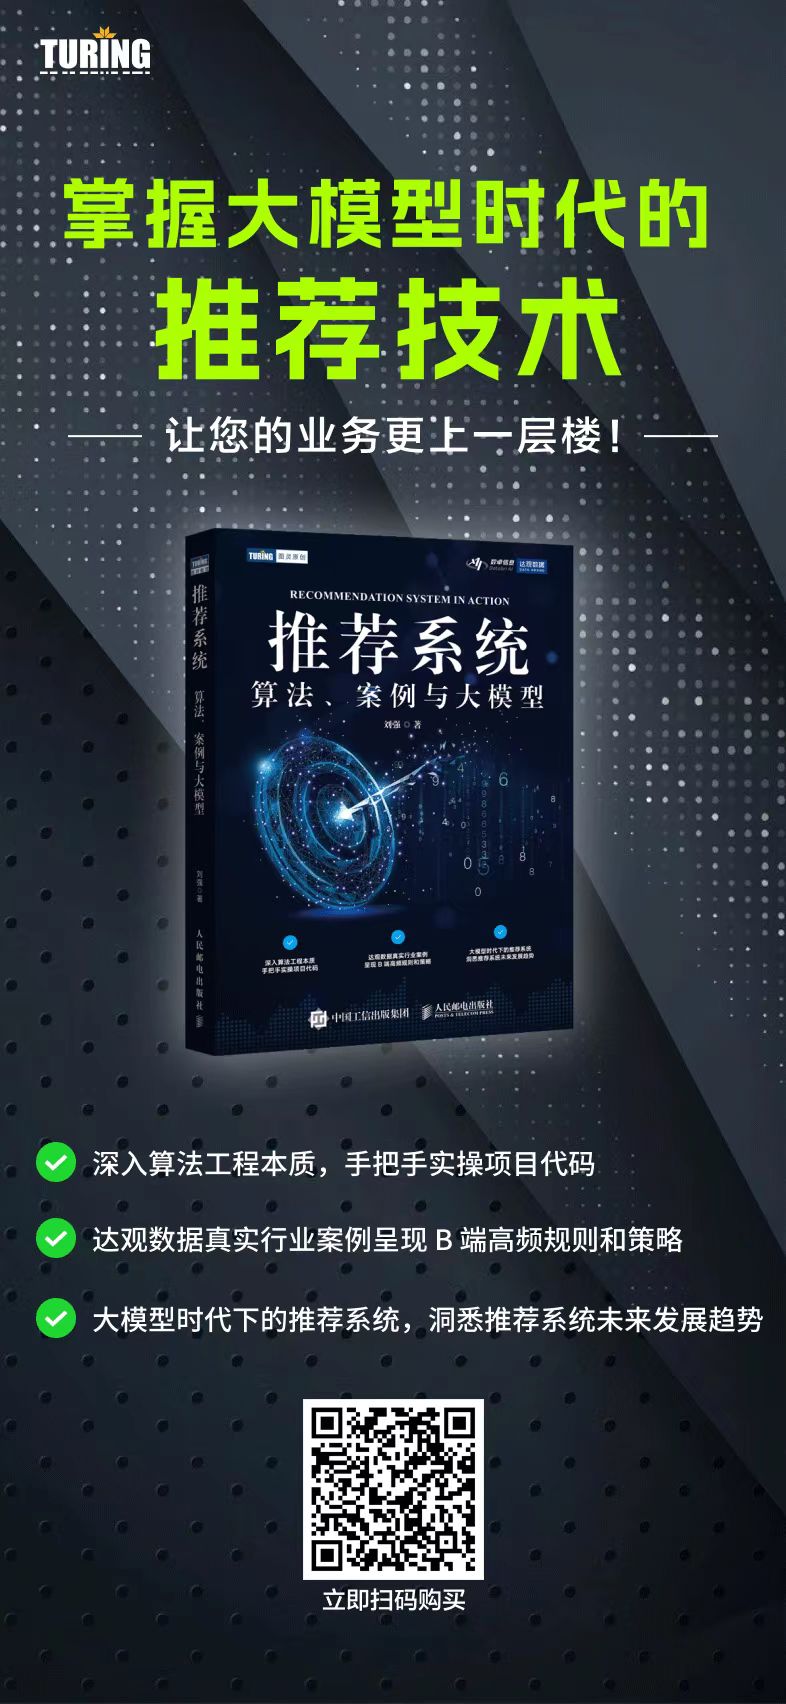 TURING
掌握大模型时代的
推荐技术
让您的业务更上一层楼！
TURING 图灵原创
数卓信息
DataInn AI
达观数据
DATA GRAND
RECOMMENDATION SYSTEM IN ACTION
推荐系统
算法、案例与大模型
刘强 著
深入算法工程本质
手把手实操项目代码
达观数据真实行业案例
呈现 B 端高频规则和策略
大模型时代下的推荐系统
洞悉推荐系统未来发展趋势
中国工信出版集团
人民邮电出版社
POSTS & TELECOM PRESS
TURING
推荐系统
算法、案例与大模型
刘强 著
人民邮电出版社
深入算法工程本质，手把手实操项目代码
达观数据真实行业案例呈现 B 端高频规则和策略
大模型时代下的推荐系统，洞悉推荐系统未来发展趋势
立即扫码购买